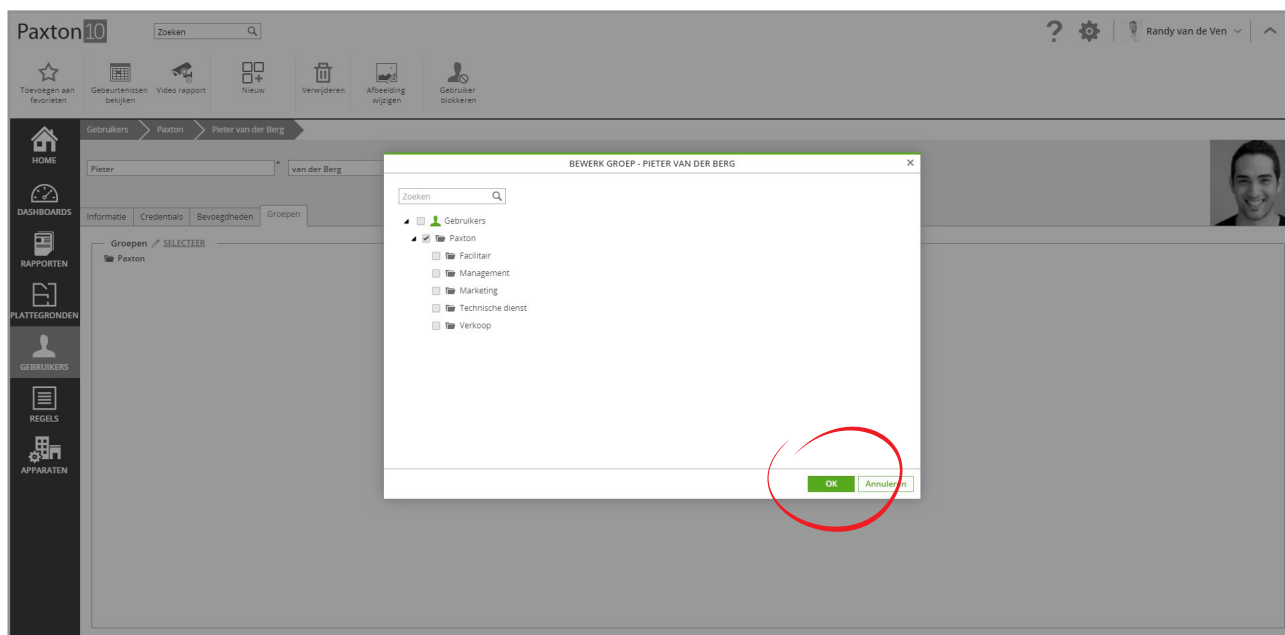 Paxton10
Zoeken
Randy van de Ven
Toevoegen aan
favorieten
Gebeurtenissen
bekijken
Video rapport
Nieuw
Verwijderen
Afbeelding
wijzigen
Gebruiker
blokkeren
HOME
DASHBOARDS
RAPPORTEN
PLATTEGRONDEN
GEBRUIKERS
REGELS
APPARATEN
Gebruikers Paxton Pieter van der Berg
Pieter * van der Berg
Informatie Credentials Bevoegdheden Groepen
Groepen SELECTEER
Paxton
BEWERK GROEP - PIETER VAN DER BERG
Zoeken
Gebruikers
Paxton
Facilitair
Management
Marketing
Technische dienst
Verkoop
OK Annuleren